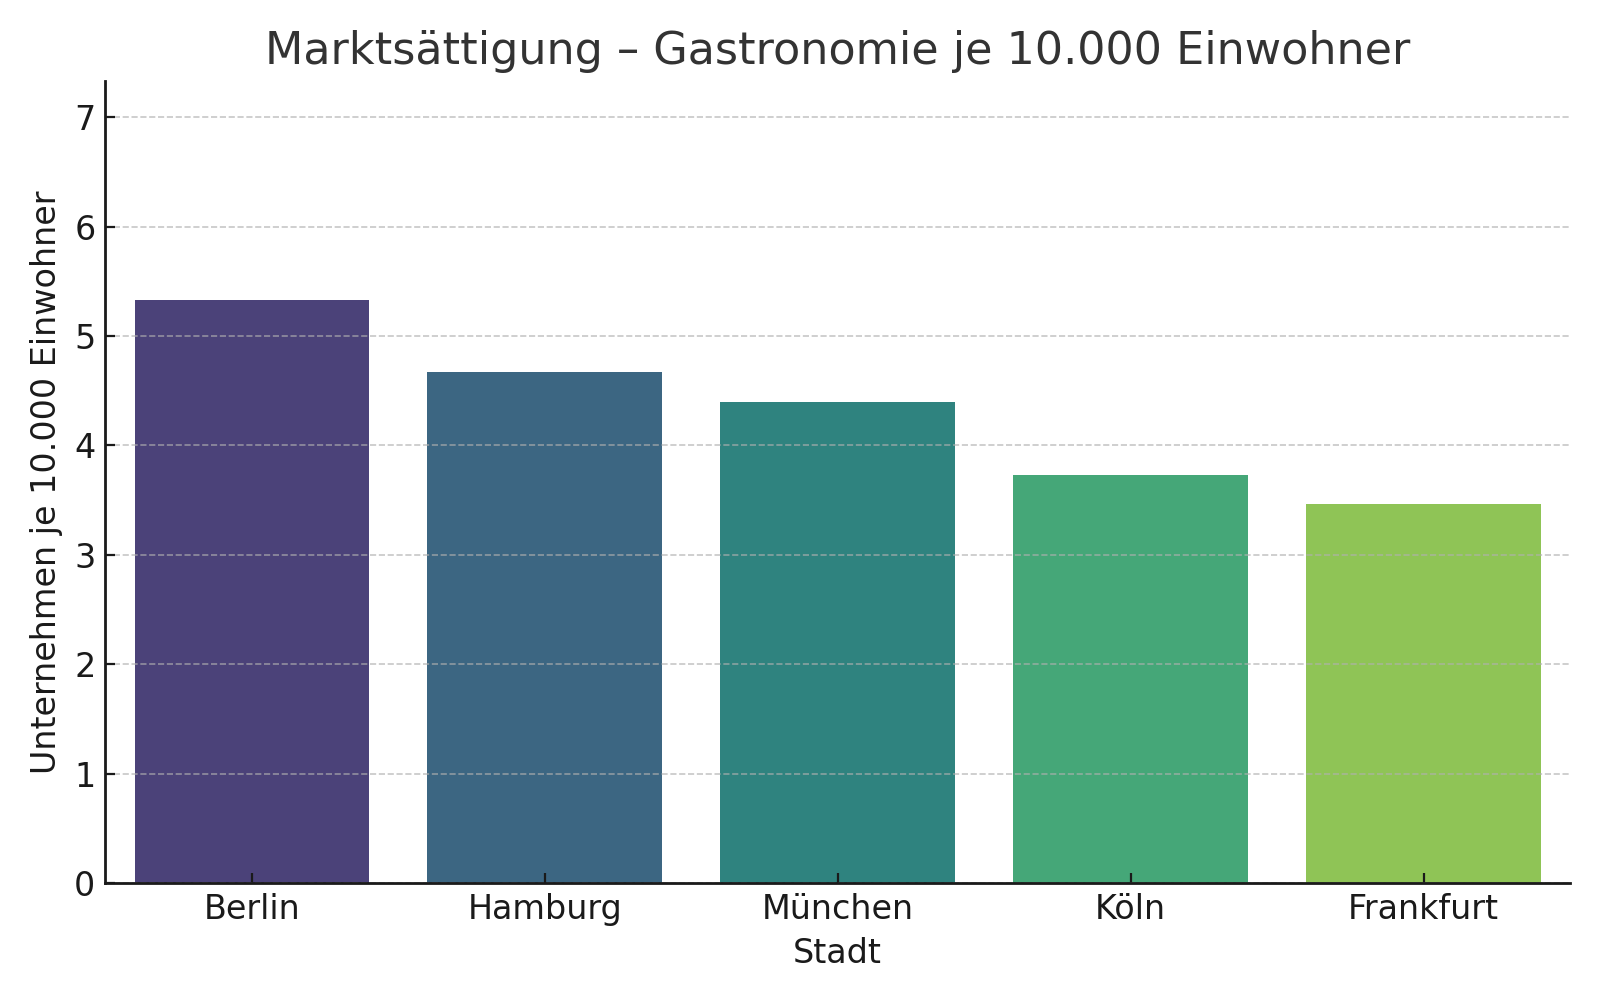 Marktsättigung – Gastronomie je 10.000 Einwohner
Unternehmen je 10.000 Einwohner
7
6
5
4
3
2
1
0
Berlin Hamburg München Köln Frankfurt
Stadt